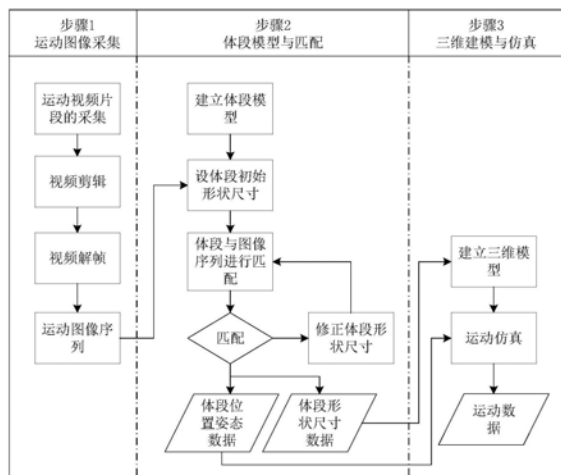 步骤1
运动图像采集
步骤2
体段模型与匹配
步骤3
三维建模与仿真
运动视频片
段的采集
视频剪辑
视频解帧
运动图像序
列
建立体段模
型
设体段初始
形状尺寸
体段与图像
序列进行匹
配
匹配
修正体段形
状尺寸
体段位
置姿态
数据
体段形
状尺寸
数据
建立三维模
型
运动仿真
运动数
据